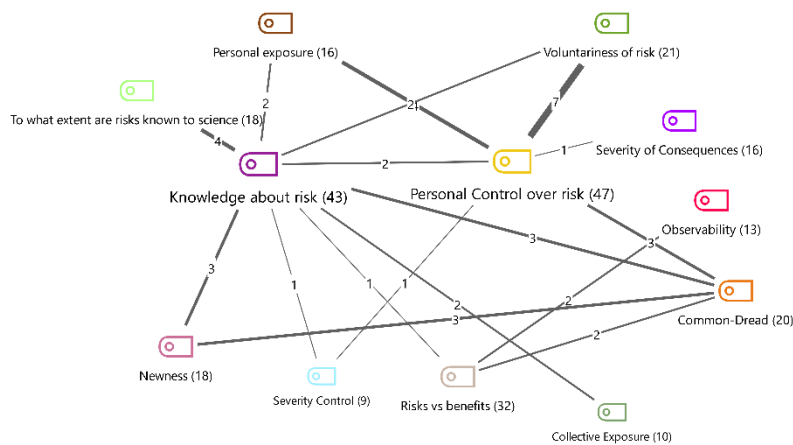 Personal exposure (16)
Voluntariness of risk (21)
2
2
7
To what extent are risks known to science (18)
4
1
Severity of Consequences (16)
2
Knowledge about risk (43)
Personal Control over risk (47)
Observability (13)
3
3
3
1
1
1
2
2
3
Common-Dread (20)
2
Newness (18)
Severity Control (9)
Risks vs benefits (32)
Collective Exposure (10)